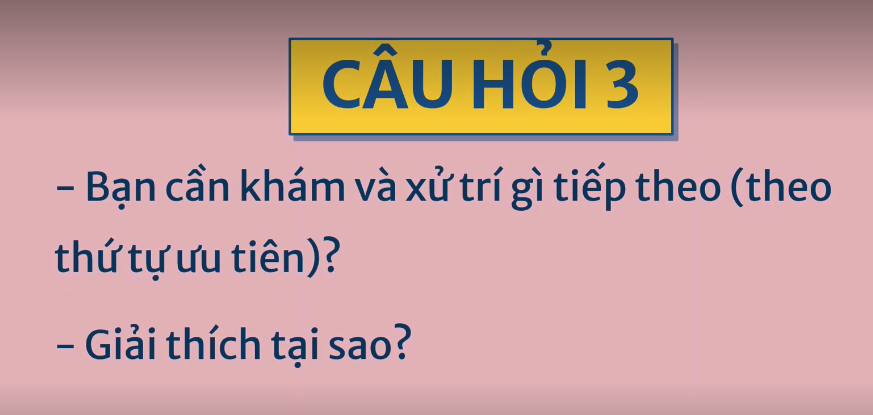 CÂU HỎI 3
- Bạn cần khám và xử trí gì tiếp theo (theo
thứ tự ưu tiên)?
- Giải thích tại sao?